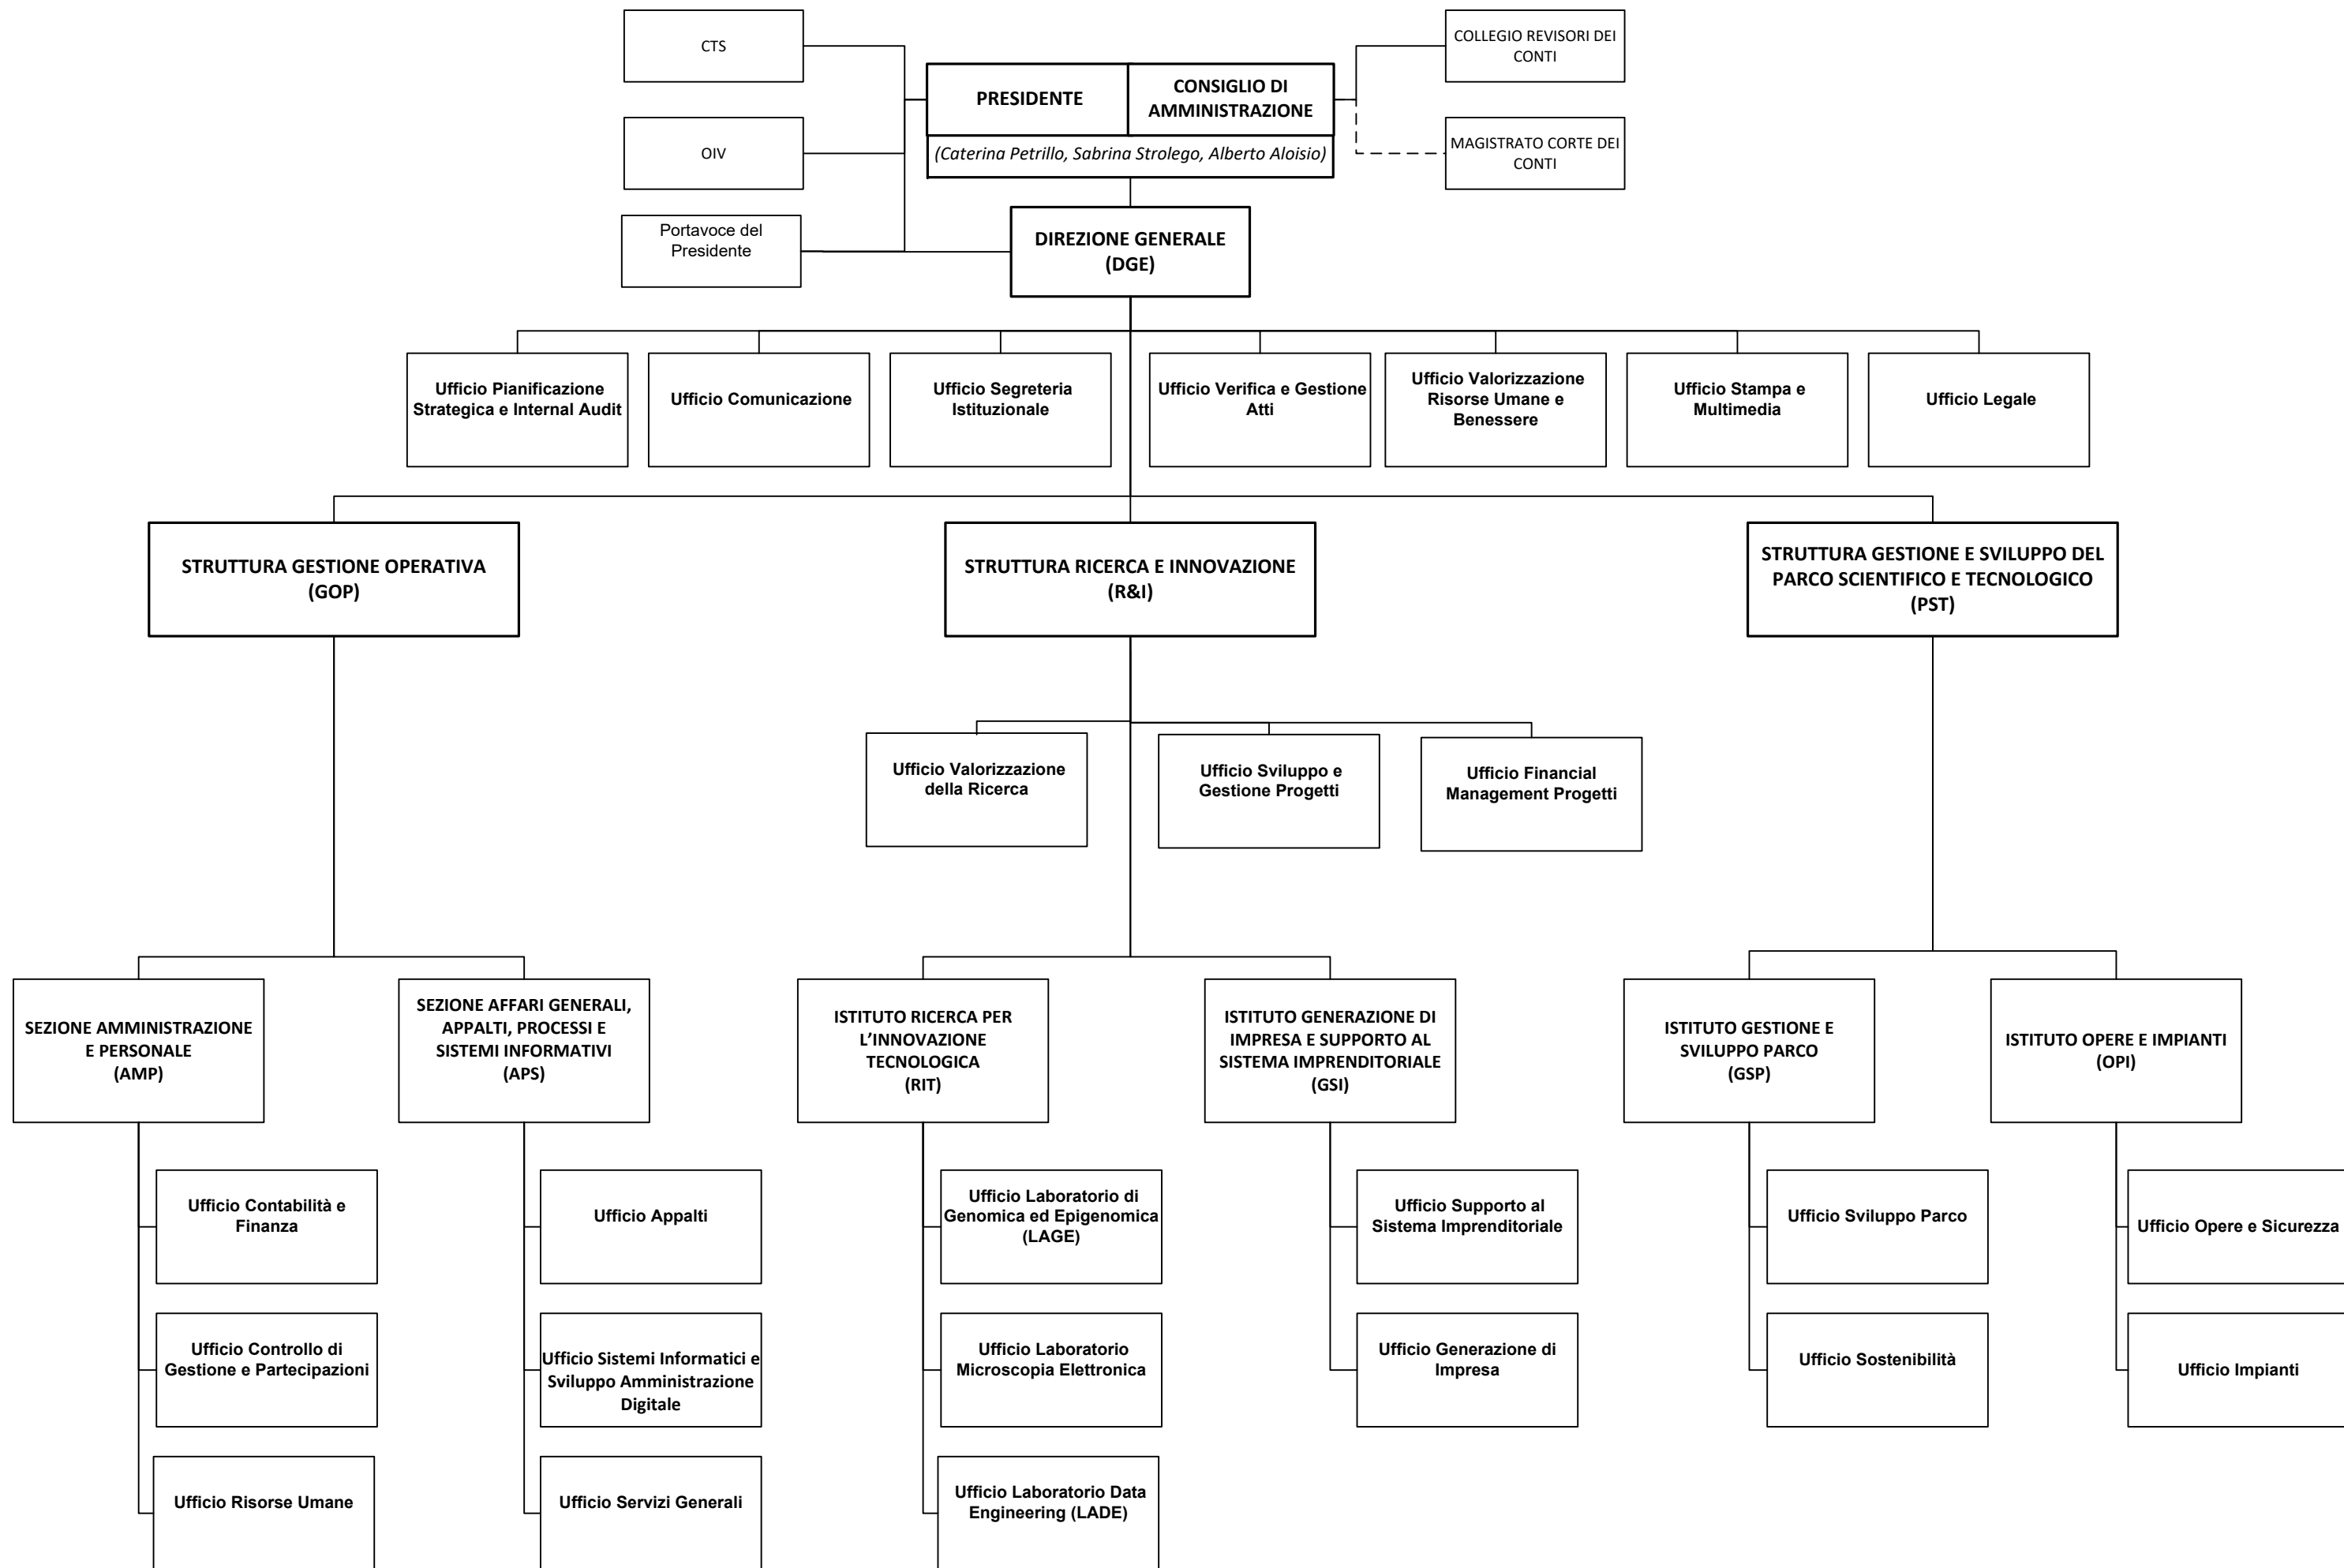 CTS
COLLEGIO REVISORI DEI
CONTI
PRESIDENTE
CONSIGLIO DI
AMMINISTRAZIONE
(Caterina Petrillo, Sabrina Strolego, Alberto Aloisio)
OIV
MAGISTRATO CORTE DEI
CONTI
Portavoce del
Presidente
DIREZIONE GENERALE
(DGE)
Ufficio Pianificazione
Strategica e Internal Audit
Ufficio Comunicazione
Ufficio Segreteria
Istituzionale
Ufficio Verifica e Gestione
Atti
Ufficio Valorizzazione
Risorse Umane e
Benessere
Ufficio Stampa e
Multimedia
Ufficio Legale
STRUTTURA GESTIONE OPERATIVA
(GOP)
STRUTTURA RICERCA E INNOVAZIONE
(R&I)
STRUTTURA GESTIONE E SVILUPPO DEL
PARCO SCIENTIFICO E TECNOLOGICO
(PST)
Ufficio Valorizzazione
della Ricerca
Ufficio Sviluppo e
Gestione Progetti
Ufficio Financial
Management Progetti
SEZIONE AMMINISTRAZIONE
E PERSONALE
(AMP)
SEZIONE AFFARI GENERALI,
APPALTI, PROCESSI E
SISTEMI INFORMATIVI
(APS)
ISTITUTO RICERCA PER
L’INNOVAZIONE
TECNOLOGICA
(RIT)
ISTITUTO GENERAZIONE DI
IMPRESA E SUPPORTO AL
SISTEMA IMPRENDITORIALE
(GSI)
ISTITUTO GESTIONE E
SVILUPPO PARCO
(GSP)
ISTITUTO OPERE E IMPIANTI
(OPI)
Ufficio Contabilità e
Finanza
Ufficio Appalti
Ufficio Laboratorio di
Genomica ed Epigenomica
(LAGE)
Ufficio Supporto al
Sistema Imprenditoriale
Ufficio Sviluppo Parco
Ufficio Opere e Sicurezza
Ufficio Controllo di
Gestione e Partecipazioni
Ufficio Sistemi Informatici e
Sviluppo Amministrazione
Digitale
Ufficio Laboratorio
Microscopia Elettronica
Ufficio Generazione di
Impresa
Ufficio Sostenibilità
Ufficio Impianti
Ufficio Risorse Umane
Ufficio Servizi Generali
Ufficio Laboratorio Data
Engineering (LADE)